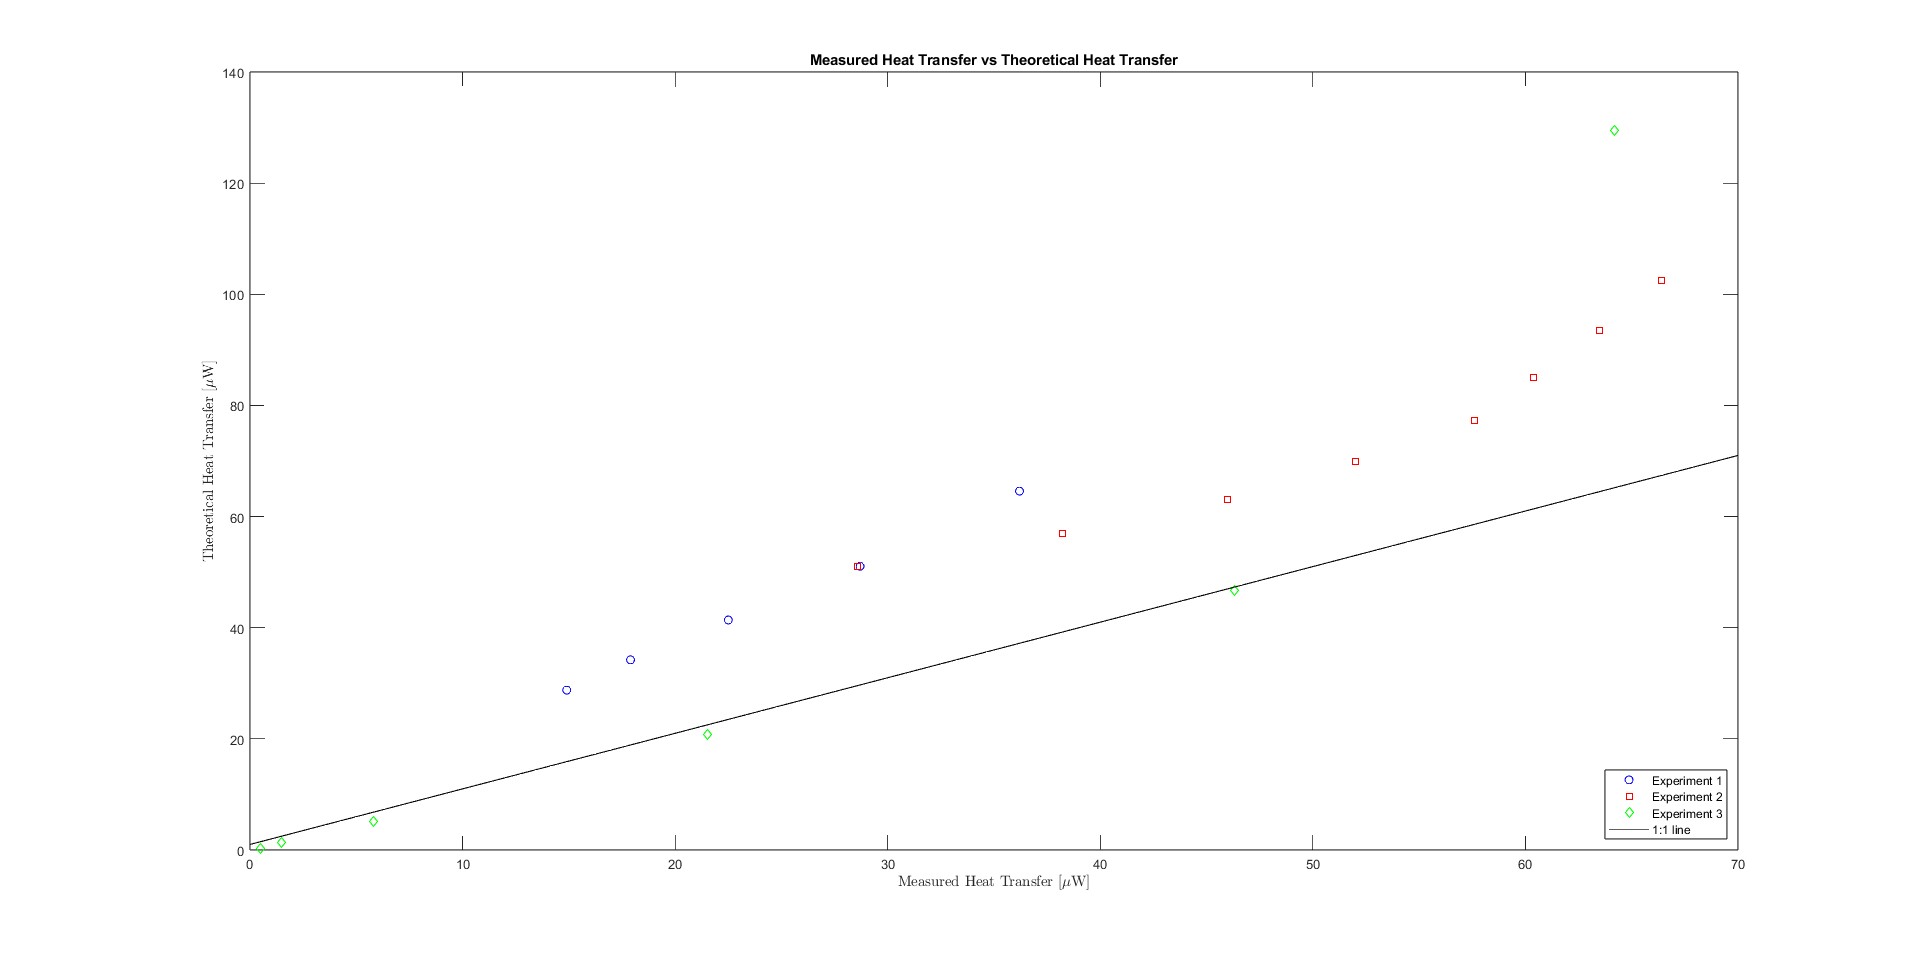 Measured Heat Transfer vs Theoretical Heat Transfer
140
120
100
80
60
40
20
0
Theoretical Heat Transfer [μW]
0 10 20 30 40 50 60 70
Measured Heat Transfer [μW]
Experiment 1
Experiment 2
Experiment 3
1:1 line